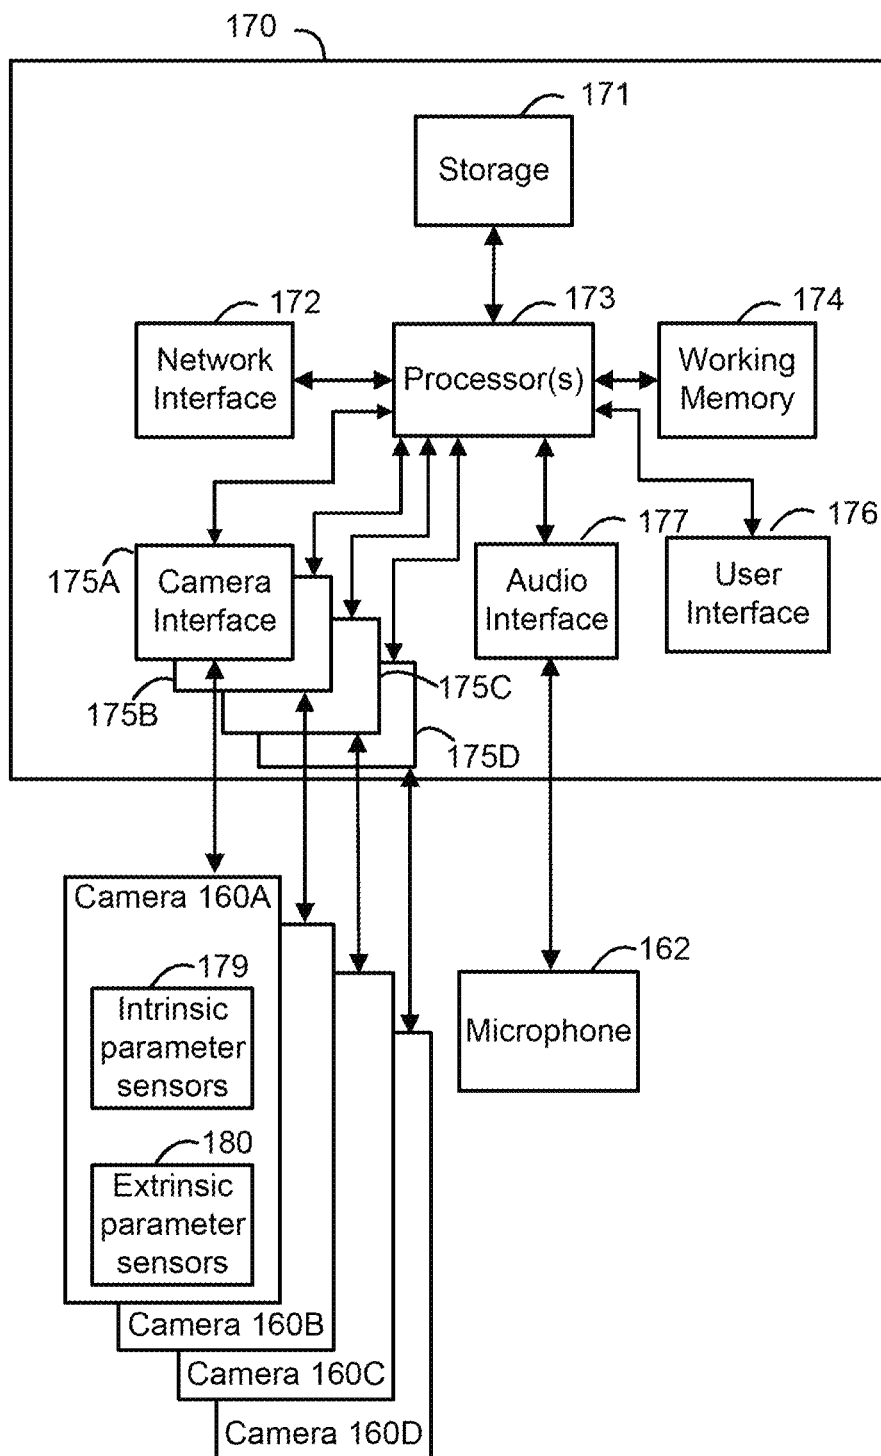 170
171
Storage
172
173
174
Network
Interface
Processor(s)
Working
Memory
175A
Camera
Interface
177
Audio
Interface
176
User
Interface
175B
175C
175D
Camera 160A
179
Intrinsic
parameter
sensors
162
Microphone
180
Extrinsic
parameter
sensors
Camera 160B
Camera 160C
Camera 160D